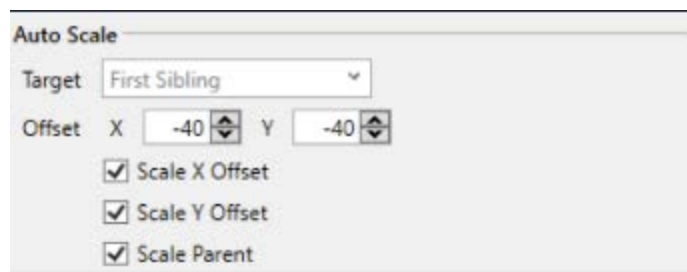 Auto Scale
Target First Sibling
Offset X -40 Y -40
Scale X Offset
Scale Y Offset
Scale Parent